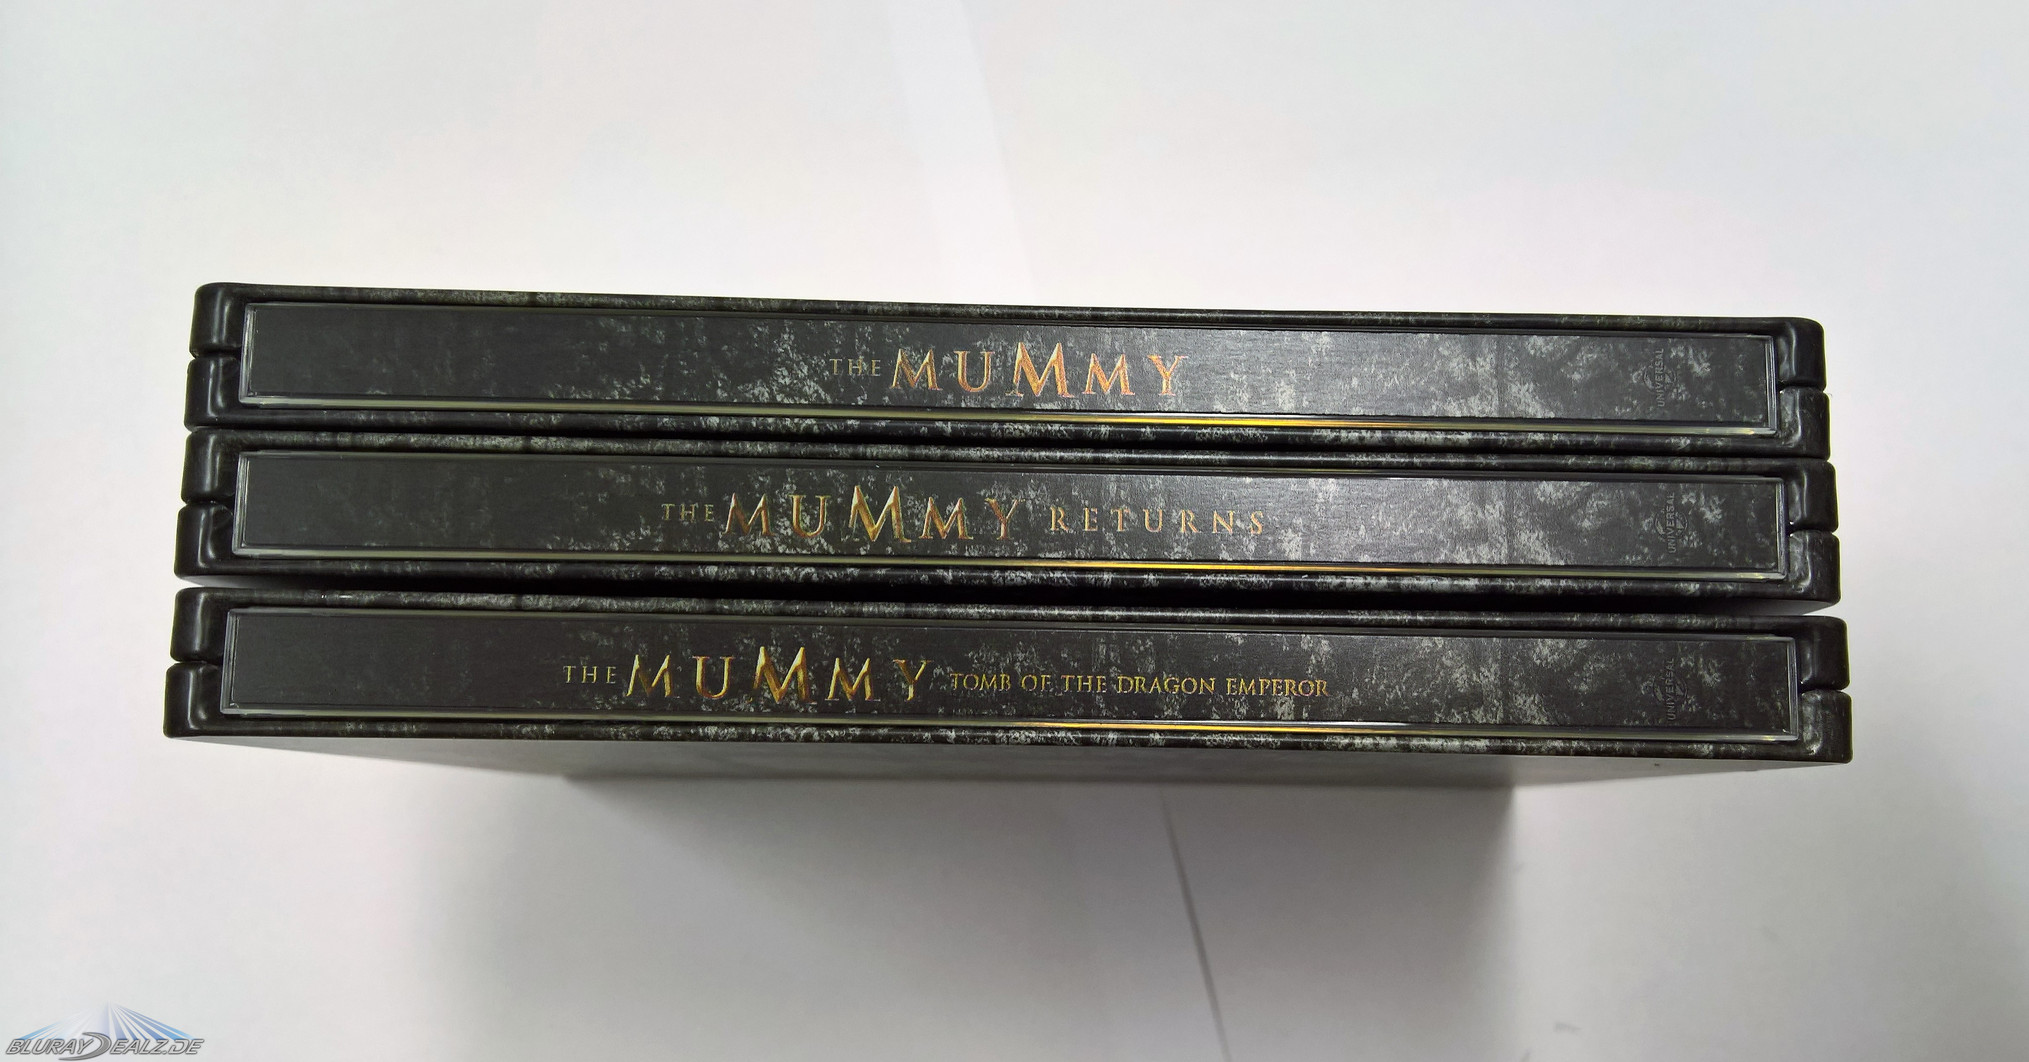 THE MUMMY
UNIVERSAL
THE MUMMY RETURNS
UNIVERSAL
THE MUMMY TOMB OF THE DRAGON EMPEROR
UNIVERSAL
BLURAYDEALZ.DE